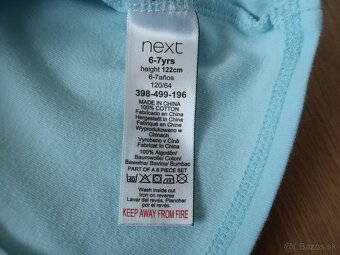 next
6-7yrs
height 122cm
6-7años
120/64
398-499-196
MADE IN CHINA
100% COTTON
Fabricado en China
Hergestellt in China
Fabriqué en Chine
Wyprodukowano w
Chinach
Vyrobeno v Číně
Fabricat în China
100% Algodón/
Baumwolle/ Coton/
Bawełna/ Bavlna/ Bumbac
PART OF A 6 PIECE SET
Wash inside out
Iron on reverse
Lavar del revés. Planchar
del revés.
KEEP AWAY FROM FIRE
Bazar.sk